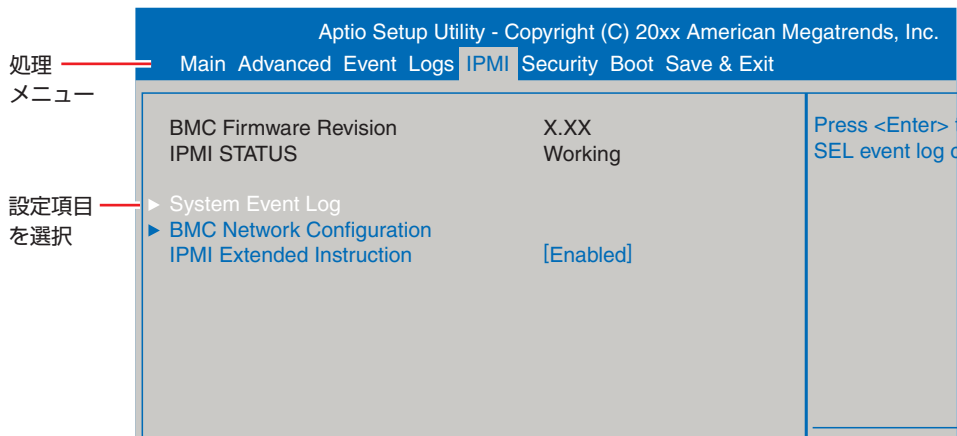 Aptio Setup Utility - Copyright (C) 20xx American Megatrends, Inc.
処理
メニュー
Main Advanced Event Logs IPMI Security Boot Save & Exit
BMC Firmware Revision X.XX
IPMI STATUS Working
Press <Enter>
SEL event log
設定項目
を選択
► System Event Log
► BMC Network Configuration
IPMI Extended Instruction [Enabled]